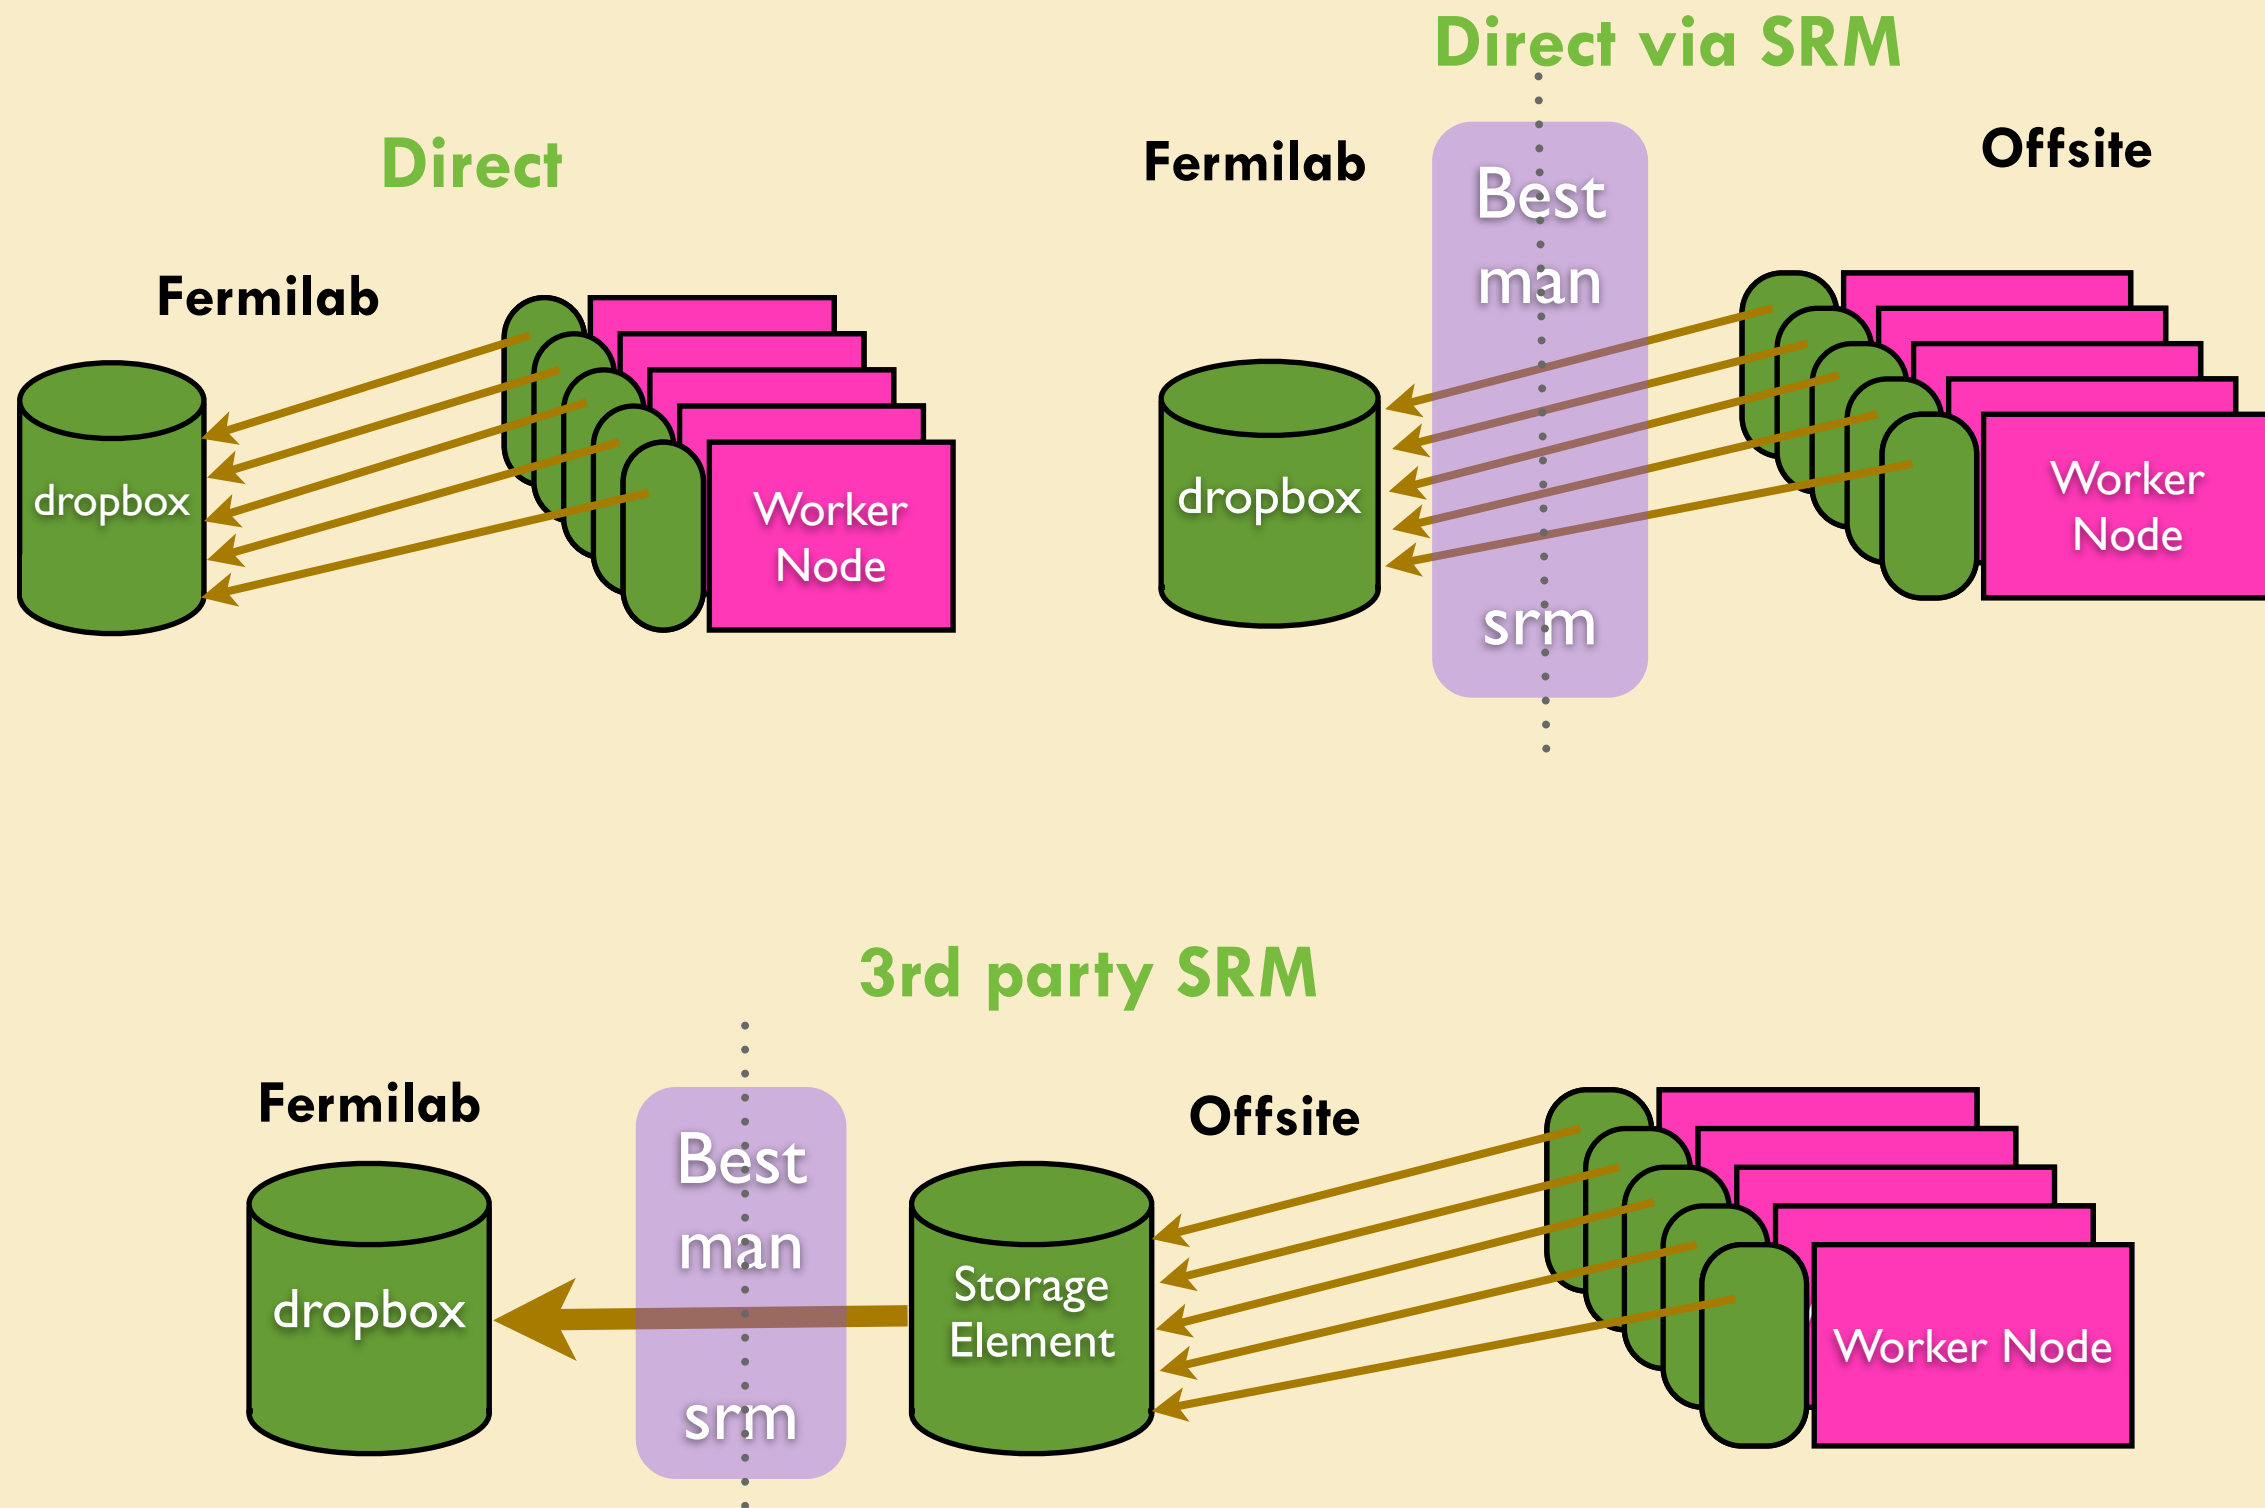 Direct
Fermilab
dropbox
Worker
Node
Direct via SRM
Fermilab
Offsite
Best
man
srm
dropbox
Worker
Node
3rd party SRM
Fermilab
Offsite
Best
man
srm
dropbox
Storage
Element
Worker Node